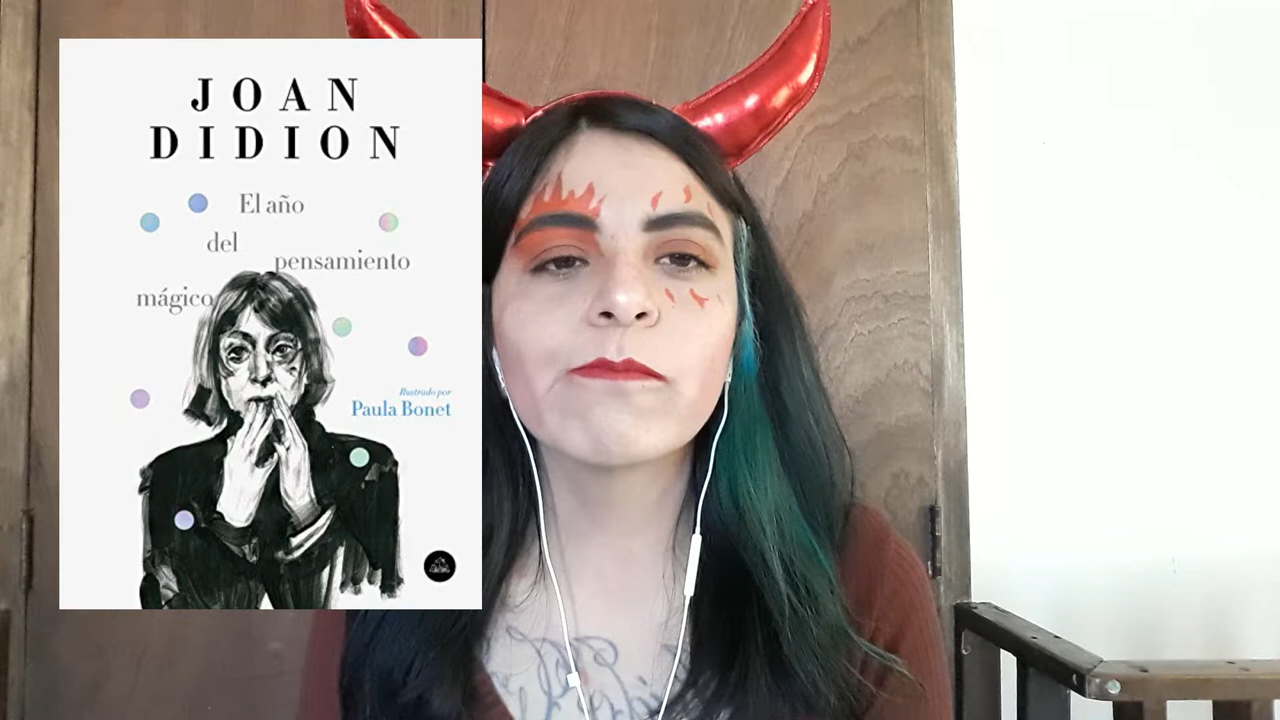 JOAN
DIDION
El año
del
pensamiento
mágico
Ilustrado por
Paula Bonet